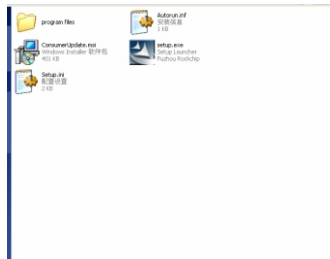 program files
Autorun.inf
安装信息
1 KB
ConsumerUpdate.msi
Windows Installer 软件包
401 KB
setup.exe
Setup Launcher
Fuzhou Rockchip
Setup.ini
配置设置
2 KB